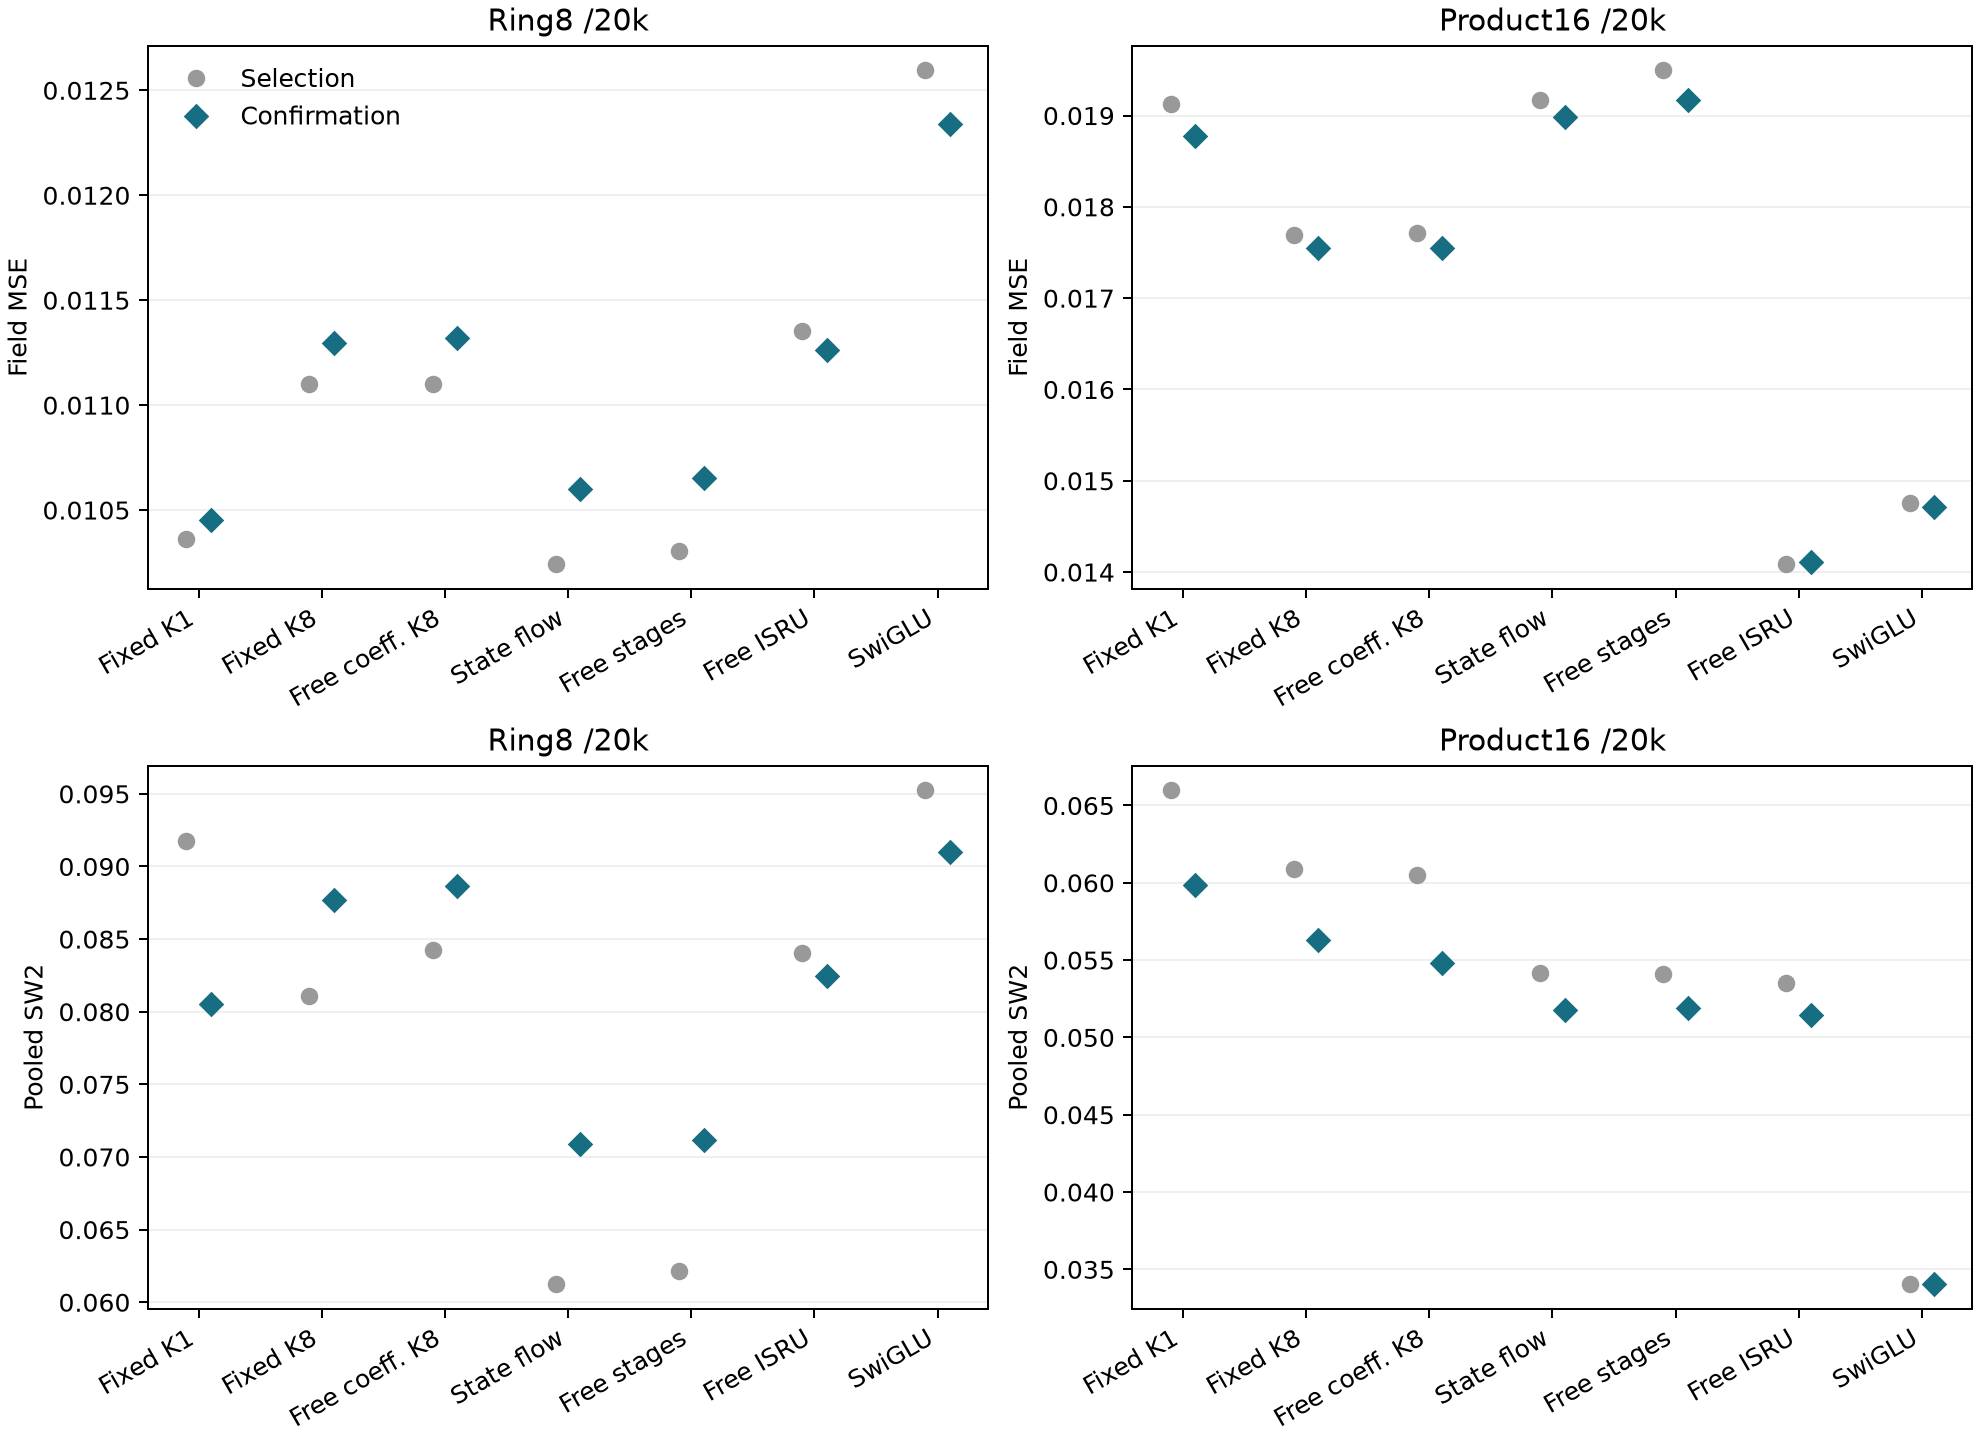 Ring8 /20k
Selection
Confirmation
Field MSE
0.0125
0.0120
0.0115
0.0110
0.0105
Fixed K1
Fixed K8
Free coeff. K8
State flow
Free stages
Free ISRU
SwiGLU
Product16 /20k
Field MSE
0.019
0.018
0.017
0.016
0.015
0.014
Fixed K1
Fixed K8
Free coeff. K8
State flow
Free stages
Free ISRU
SwiGLU
Ring8 /20k
Pooled SW2
0.095
0.090
0.085
0.080
0.075
0.070
0.065
0.060
Fixed K1
Fixed K8
Free coeff. K8
State flow
Free stages
Free ISRU
SwiGLU
Product16 /20k
Pooled SW2
0.065
0.060
0.055
0.050
0.045
0.040
0.035
Fixed K1
Fixed K8
Free coeff. K8
State flow
Free stages
Free ISRU
SwiGLU